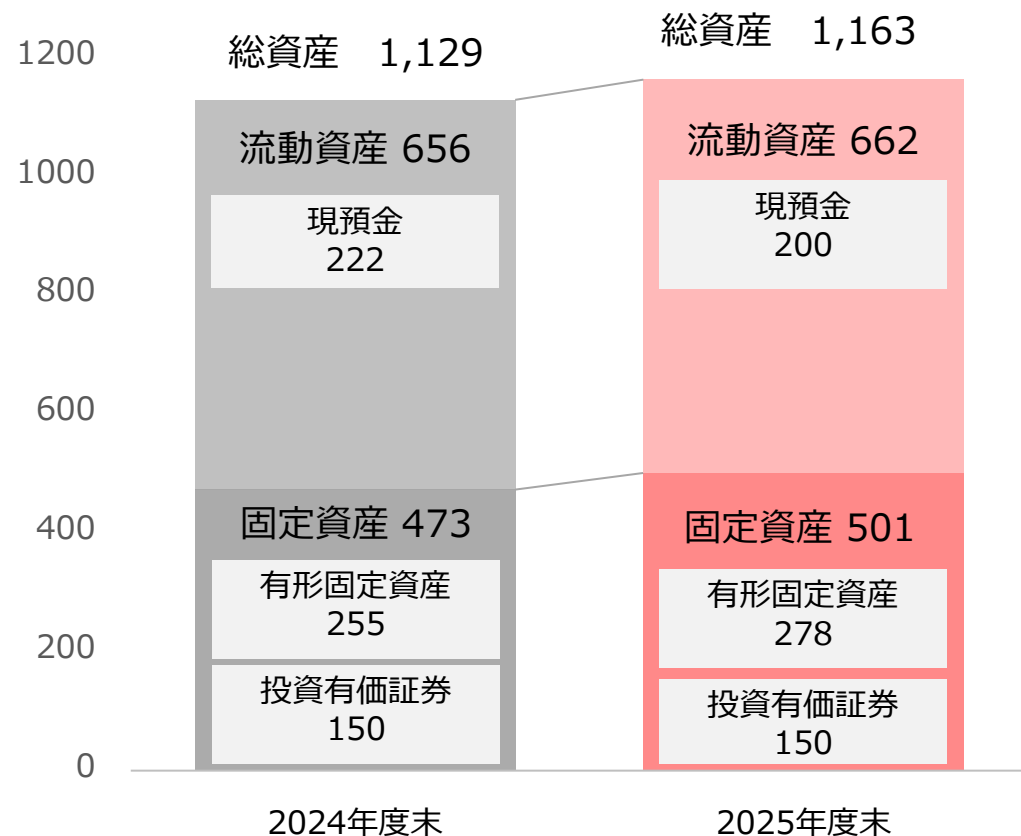 1200
1000
800
600
400
200
0
総資産　1,129
流動資産 656
現預金
222
固定資産 473
有形固定資産
255
投資有価証券
150
2024年度末
総資産　1,163
流動資産 662
現預金
200
固定資産 501
有形固定資産
278
投資有価証券
150
2025年度末